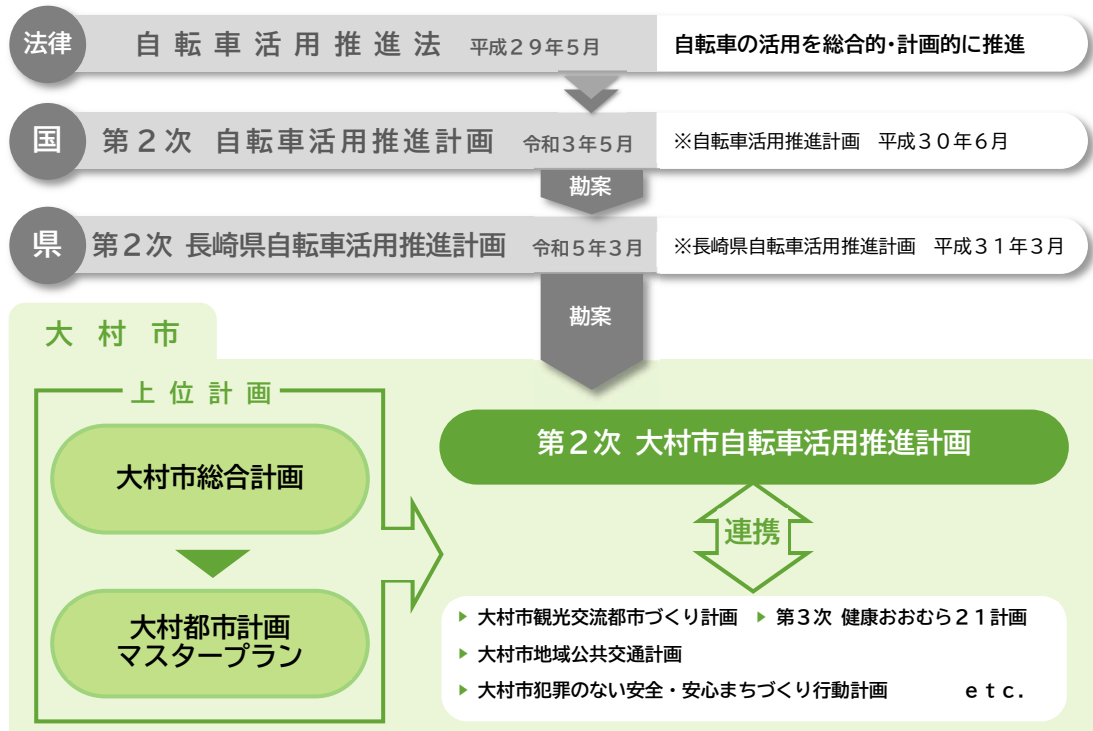 法律 自転車活用推進法 平成29年5月 自転車の活用を総合的・計画的に推進
国 第2次 自転車活用推進計画 令和3年5月 ※自転車活用推進計画 平成30年6月
勘案
県 第2次 長崎県自転車活用推進計画 令和5年3月 ※長崎県自転車活用推進計画 平成31年3月
勘案
大村市
上位計画
大村市総合計画
大村都市計画
マスタープラン
第2次 大村市自転車活用推進計画
連携
▶ 大村市観光交流都市づくり計画 ▶ 第3次 健康おおむら21計画
▶ 大村市地域公共交通計画
▶ 大村市犯罪のない安全・安心まちづくり行動計画 etc.